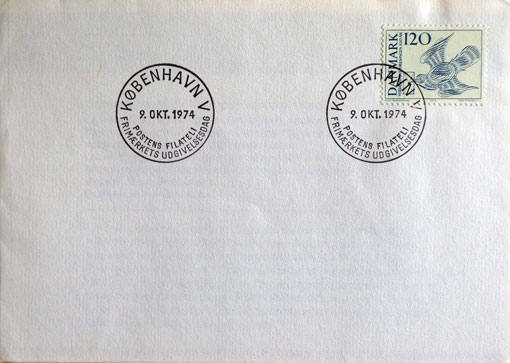 KØBENHAVN V
9. OKT. 1974
POSTENS FILATELI
FRIMÆRKETS UDGIVELSESDAG
KØBENHAVN V
9. OKT. 1974
POSTENS FILATELI
FRIMÆRKETS UDGIVELSESDAG
DANMARK
120